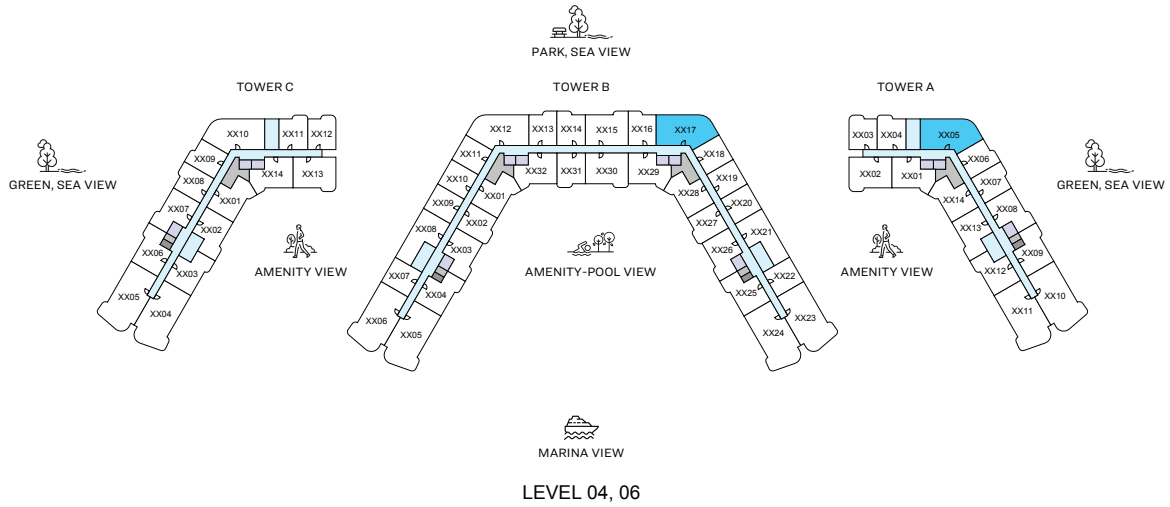 PARK, SEA VIEW
TOWER C
TOWER B
TOWER A
XX10
XX11
XX12
XX09
XX14
XX13
XX08
XX01
XX07
XX02
XX06
XX03
XX05
XX04
XX12
XX13
XX14
XX15
XX16
XX17
XX11
XX32
XX31
XX30
XX29
XX18
XX10
XX01
XX28
XX19
XX09
XX02
XX27
XX20
XX08
XX03
XX26
XX21
XX07
XX04
XX25
XX22
XX06
XX05
XX24
XX23
XX03
XX04
XX05
XX02
XX01
XX06
XX14
XX07
XX13
XX08
XX12
XX09
XX11
XX10
GREEN, SEA VIEW
GREEN, SEA VIEW
AMENITY VIEW
AMENITY-POOL VIEW
AMENITY VIEW
MARINA VIEW
LEVEL 04, 06